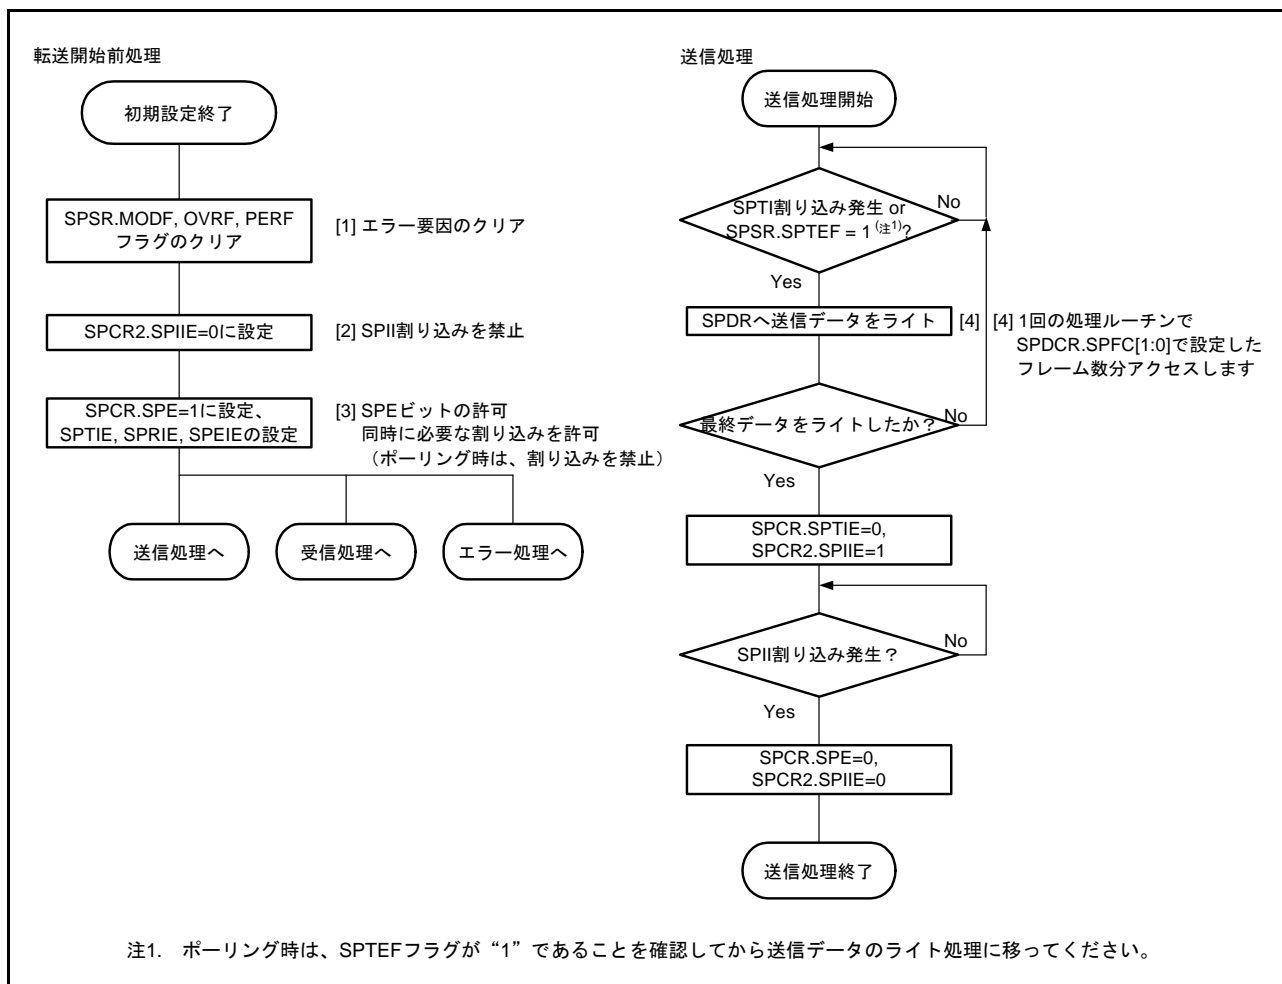 転送開始前処理
初期設定終了
SPSR.MODF, OVRF, PERF
フラグのクリア
[1] エラー要因のクリア
SPCR2.SPIIE=0に設定
[2] SPII割り込みを禁止
SPCR.SPE=1に設定、
SPTIE, SPRIE, SPEIEの設定
[3] SPEビットの許可
同時に必要な割り込みを許可
（ポーリング時は、割り込みを禁止）
送信処理へ
受信処理へ
エラー処理へ
送信処理
送信処理開始
SPTI割り込み発生 or
SPSR.SPTEF = 1 (注1)?
No
Yes
SPDRへ送信データをライト
[4]
[4] 1回の処理ルーチンで
SPDCR.SPFC[1:0]で設定した
フレーム数分アクセスします
最終データをライトしたか？
No
Yes
SPCR.SPTIE=0,
SPCR2.SPIIE=1
SPII割り込み発生？
No
Yes
SPCR.SPE=0,
SPCR2.SPIIE=0
送信処理終了
注1. ポーリング時は、SPTEFフラグが“1”であることを確認してから送信データのライト処理に移ってください。